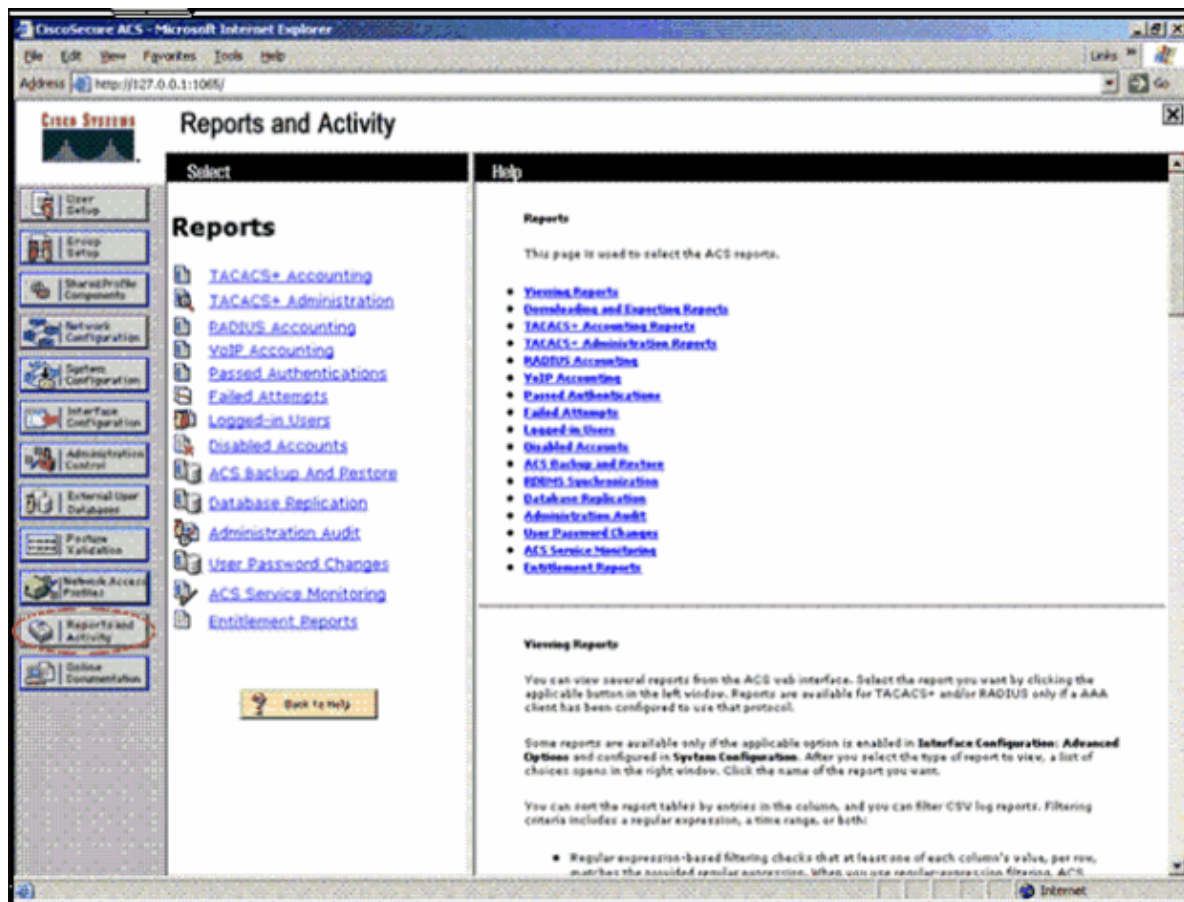 CiscoSecure ACS - Microsoft Internet Explorer
File Edit View Favorites Tools Help
Links »
Address http://127.0.0.1:1065/
Go
CISCO SYSTEMS
Reports and Activity
User Setup
Group Setup
Shared Profile Components
Network Configuration
System Configuration
Interface Configuration
Administration Control
External User Databases
Posture Validation
Network Access Profiles
Reports and Activity
Online Documentation
Select
Reports
TACACS+ Accounting
TACACS+ Administration
RADIUS Accounting
VoIP Accounting
Passed Authentications
Failed Attempts
Logged-in Users
Disabled Accounts
ACS Backup And Restore
Database Replication
Administration Audit
User Password Changes
ACS Service Monitoring
Entitlement Reports
Back to Help
Help
Reports
This page is used to select the ACS reports.
Viewing Reports
Downloading and Exporting Reports
TACACS+ Accounting Reports
TACACS+ Administration Reports
RADIUS Accounting
VoIP Accounting
Passed Authentications
Failed Attempts
Logged-in Users
Disabled Accounts
ACS Backup and Restore
RDBMS Synchronization
Database Replication
Administration Audit
User Password Changes
ACS Service Monitoring
Entitlement Reports
Viewing Reports
You can view several reports from the ACS web interface. Select the report you want by clicking the
applicable button in the left window. Reports are available for TACACS+ and/or RADIUS only if a AAA
client has been configured to use that protocol.
Some reports are available only if the applicable option is enabled in Interface Configuration: Advanced
Options and configured in System Configuration. After you select the type of report to view, a list of
choices opens in the right window. Click the name of the report you want.
You can sort the report tables by entries in the column, and you can filter CSV log reports. Filtering
criteria includes a regular expression, a time range, or both:
Regular expression-based filtering checks that at least one of each column's value, per row,
matches the provided regular expression. When you use regular-expression filtering, ACS
Internet